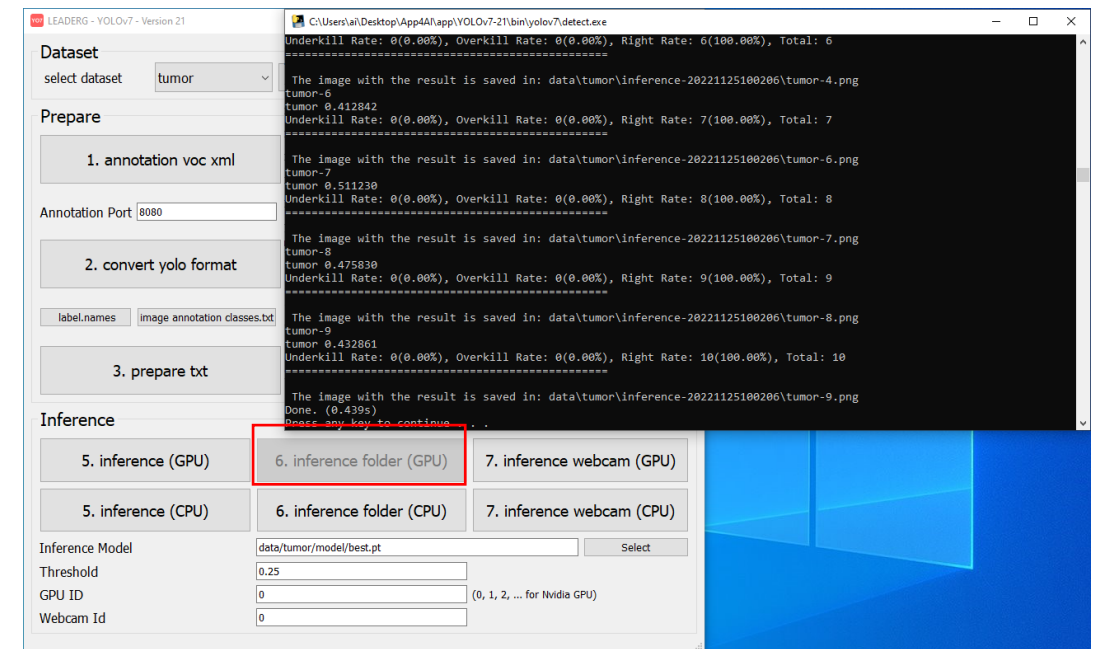 YOT LEADERG - YOLOv7 - Version 21
Dataset
select dataset tumor
Prepare
1. annotation voc xml
Annotation Port 8080
2. convert yolo format
label.names image annotation classes.txt
3. prepare txt
C:\Users\ai\Desktop\App4AI\app\YOLOv7-21\bin\yolov7\detect.exe
Underkill Rate: 0(0.00%), Overkill Rate: 0(0.00%), Right Rate: 6(100.00%), Total: 6
==================================================
The image with the result is saved in: data\tumor\inference-20221125100206\tumor-4.png
tumor-6
tumor 0.412842
Underkill Rate: 0(0.00%), Overkill Rate: 0(0.00%), Right Rate: 7(100.00%), Total: 7
==================================================
The image with the result is saved in: data\tumor\inference-20221125100206\tumor-6.png
tumor-7
tumor 0.511230
Underkill Rate: 0(0.00%), Overkill Rate: 0(0.00%), Right Rate: 8(100.00%), Total: 8
==================================================
The image with the result is saved in: data\tumor\inference-20221125100206\tumor-7.png
tumor-8
tumor 0.475830
Underkill Rate: 0(0.00%), Overkill Rate: 0(0.00%), Right Rate: 9(100.00%), Total: 9
==================================================
The image with the result is saved in: data\tumor\inference-20221125100206\tumor-8.png
tumor-9
tumor 0.432861
Underkill Rate: 0(0.00%), Overkill Rate: 0(0.00%), Right Rate: 10(100.00%), Total: 10
==================================================
The image with the result is saved in: data\tumor\inference-20221125100206\tumor-9.png
Done. (0.439s)
Press any key to continue . . .
Inference
5. inference (GPU) 6. inference folder (GPU) 7. inference webcam (GPU)
5. inference (CPU) 6. inference folder (CPU) 7. inference webcam (CPU)
Inference Model data/tumor/model/best.pt Select
Threshold 0.25
GPU ID 0 (0, 1, 2, ... for Nvidia GPU)
Webcam Id 0